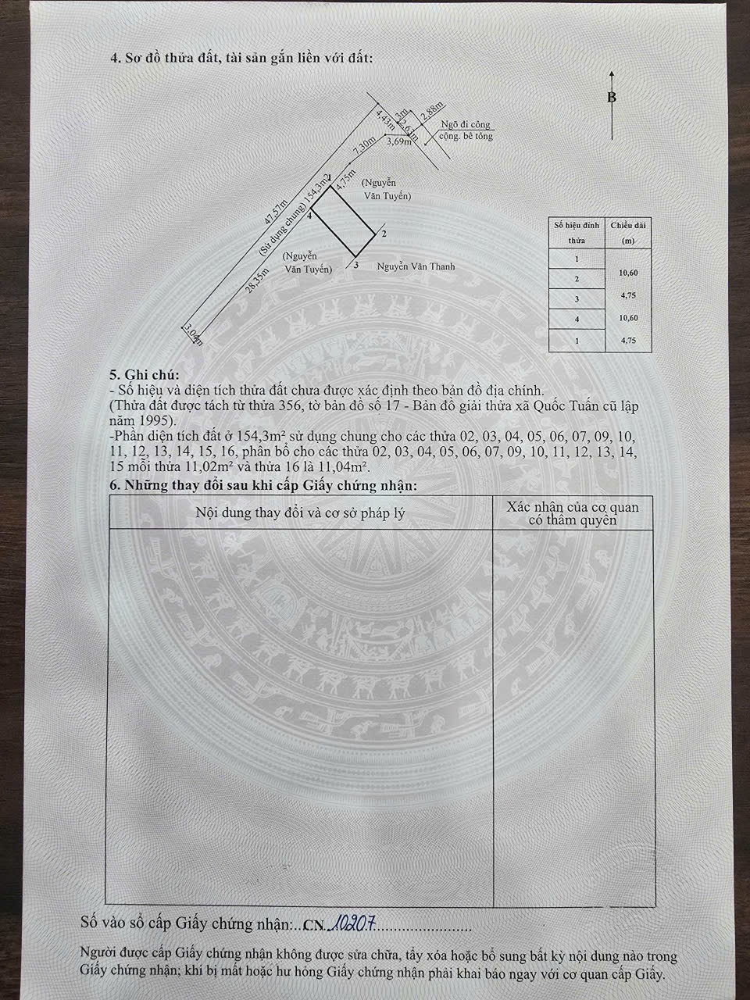 4. Sơ đồ thửa đất, tài sản gắn liền với đất:
B
4,43m
3m
2,63m
2,88m
Ngõ đi công
cộng. bê tông
3,69m
7,30m
4,75m
1
(Nguyễn
Văn Tuyến)
47,57m
(Sử dụng chung) 154,3m2
4
2
(Nguyễn
Văn Tuyến)
3
Nguyễn Văn Thanh
28,35m
3,04m
Số hiệu đỉnh thửa Chiều dài (m)
1
10,60
2
4,75
3
10,60
4
4,75
1
5. Ghi chú:
- Số hiệu và diện tích thửa đất chưa được xác định theo bản đồ địa chính.
(Thửa đất được tách từ thửa 356, tờ bản đồ số 17 - Bản đồ giải thửa xã Quốc Tuấn cũ lập
năm 1995).
-Phần diện tích đất ở 154,3m² sử dụng chung cho các thửa 02, 03, 04, 05, 06, 07, 09, 10,
11, 12, 13, 14, 15, 16, phân bổ cho các thửa 02, 03, 04, 05, 06, 07, 09, 10, 11, 12, 13, 14,
15 mỗi thửa 11,02m² và thửa 16 là 11,04m².
6. Những thay đổi sau khi cấp Giấy chứng nhận:
Nội dung thay đổi và cơ sở pháp lý
Xác nhận của cơ quan
có thẩm quyền
Số vào sổ cấp Giấy chứng nhận:..CN.10207........................
Người được cấp Giấy chứng nhận không được sửa chữa, tẩy xóa hoặc bổ sung bất kỳ nội dung nào trong
Giấy chứng nhận; khi bị mất hoặc hư hỏng Giấy chứng nhận phải khai báo ngay với cơ quan cấp Giấy.